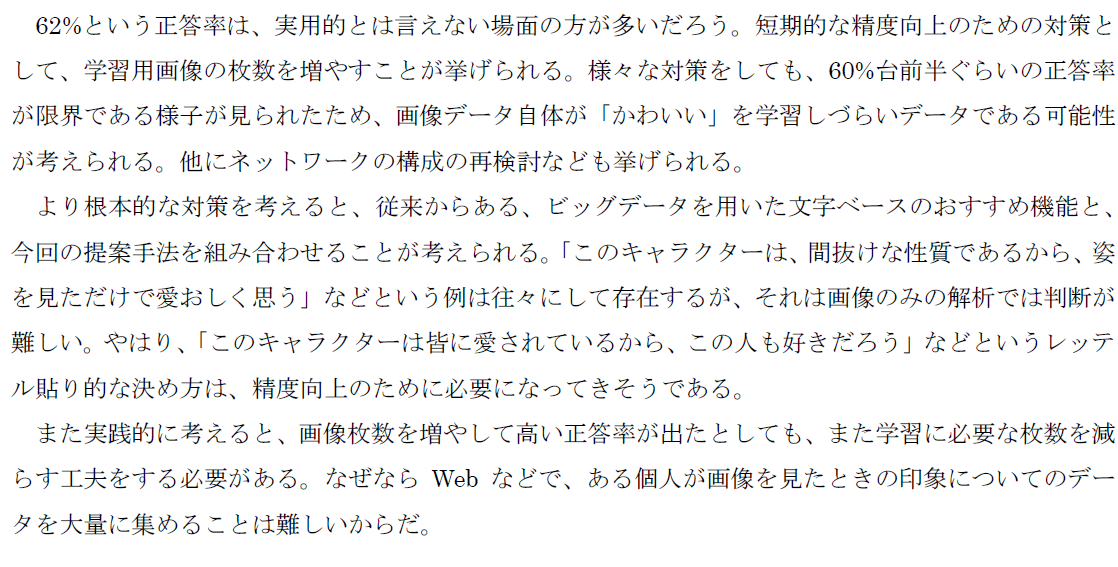 62%という正答率は、実用的とは言えない場面の方が多いだろう。短期的な精度向上のための対策と
して、学習用画像の枚数を増やすことが挙げられる。様々な対策をしても、60%台前半ぐらいの正答率
が限界である様子が見られたため、画像データ自体が「かわいい」を学習しづらいデータである可能性
が考えられる。他にネットワークの構成の再検討なども挙げられる。
　より根本的な対策を考えると、従来からある、ビッグデータを用いた文字ベースのおすすめ機能と、
今回の提案手法を組み合わせることが考えられる。「このキャラクターは、間抜けな性質であるから、姿
を見ただけで愛おしく思う」などという例は往々にして存在するが、それは画像のみの解析では判断が
難しい。やはり、「このキャラクターは皆に愛されているから、この人も好きだろう」などというレッテ
ル貼り的な決め方は、精度向上のために必要になってきそうである。
　また実践的に考えると、画像枚数を増やして高い正答率が出たとしても、また学習に必要な枚数を減
らす工夫をする必要がある。なぜなら Web などで、ある個人が画像を見たときの印象についてのデー
タを大量に集めることは難しいからだ。